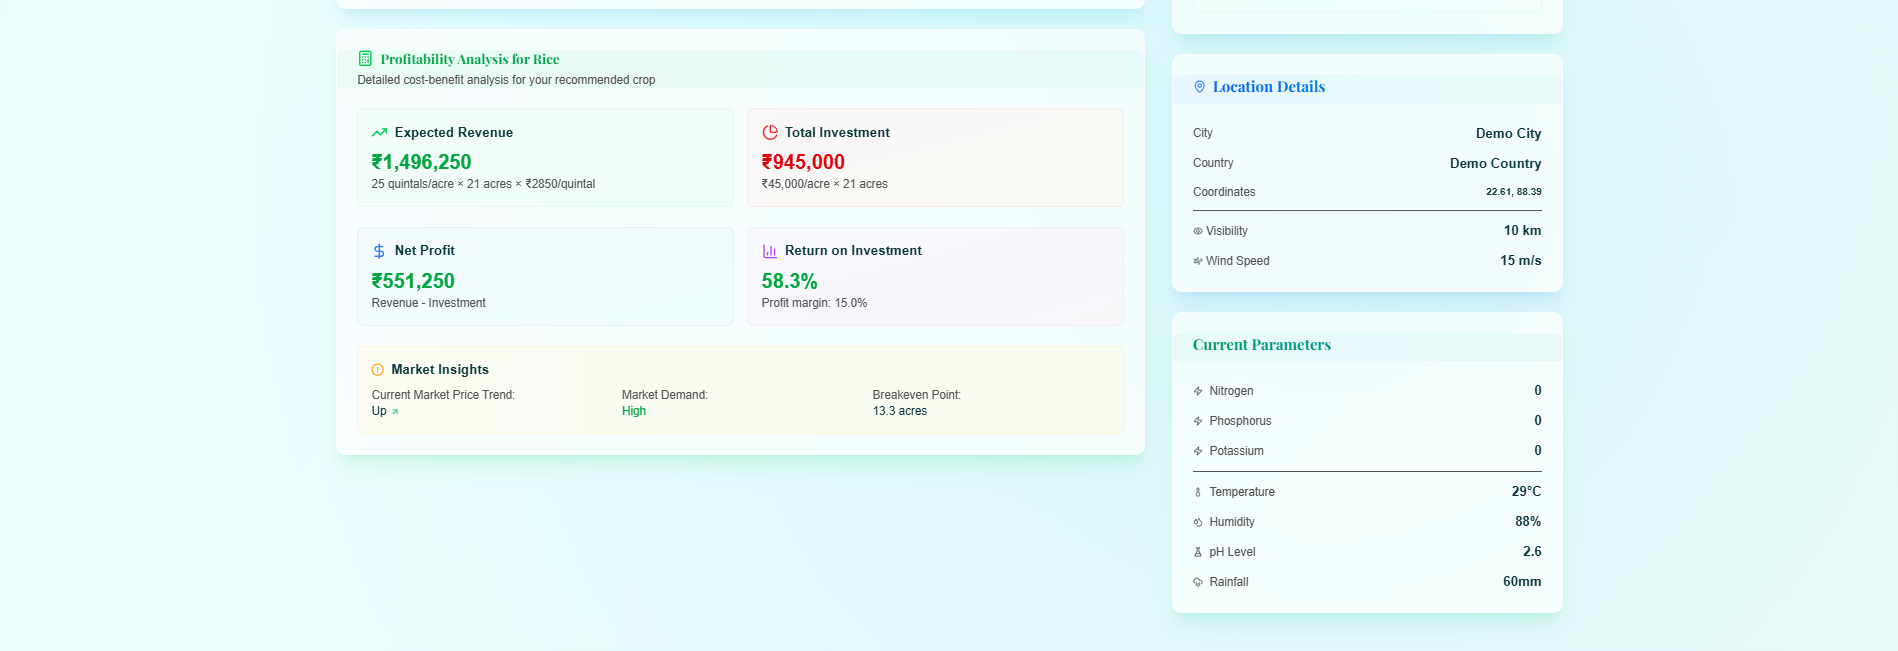 Profitability Analysis for Rice
Detailed cost-benefit analysis for your recommended crop
Expected Revenue
₹1,496,250
25 quintals/acre × 21 acres × ₹2850/quintal
Total Investment
₹945,000
₹45,000/acre × 21 acres
Net Profit
₹551,250
Revenue - Investment
Return on Investment
58.3%
Profit margin: 15.0%
Market Insights
Current Market Price Trend:
Up
Market Demand:
High
Breakeven Point:
13.3 acres
Location Details
City Demo City
Country Demo Country
Coordinates 22.61, 88.39
Visibility 10 km
Wind Speed 15 m/s
Current Parameters
Nitrogen 0
Phosphorus 0
Potassium 0
Temperature 29°C
Humidity 88%
pH Level 2.6
Rainfall 60mm